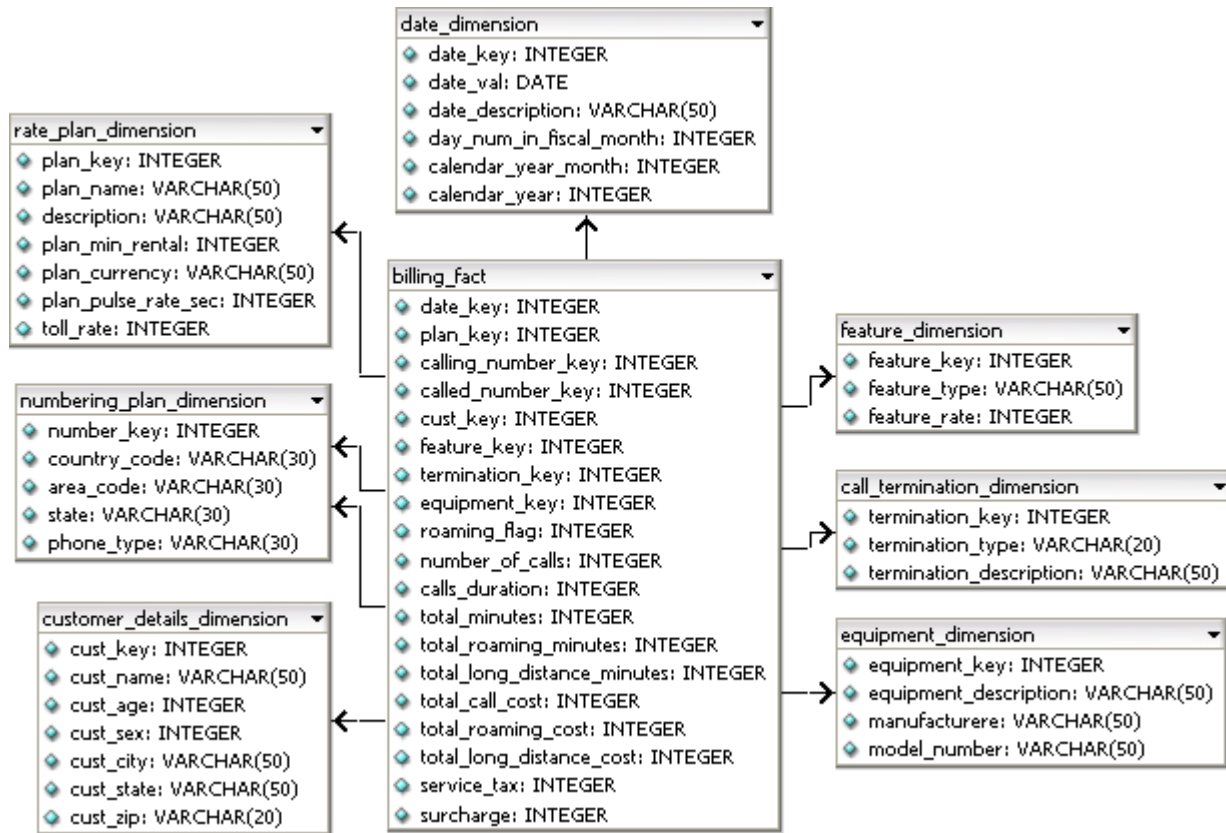 date_dimension
date_key: INTEGER
date_val: DATE
date_description: VARCHAR(50)
day_num_in_fiscal_month: INTEGER
calendar_year_month: INTEGER
calendar_year: INTEGER
rate_plan_dimension
plan_key: INTEGER
plan_name: VARCHAR(50)
description: VARCHAR(50)
plan_min_rental: INTEGER
plan_currency: VARCHAR(50)
plan_pulse_rate_sec: INTEGER
toll_rate: INTEGER
numbering_plan_dimension
number_key: INTEGER
country_code: VARCHAR(30)
area_code: VARCHAR(30)
state: VARCHAR(30)
phone_type: VARCHAR(30)
customer_details_dimension
cust_key: INTEGER
cust_name: VARCHAR(50)
cust_age: INTEGER
cust_sex: INTEGER
cust_city: VARCHAR(50)
cust_state: VARCHAR(50)
cust_zip: VARCHAR(20)
billing_fact
date_key: INTEGER
plan_key: INTEGER
calling_number_key: INTEGER
called_number_key: INTEGER
cust_key: INTEGER
feature_key: INTEGER
termination_key: INTEGER
equipment_key: INTEGER
roaming_flag: INTEGER
number_of_calls: INTEGER
calls_duration: INTEGER
total_minutes: INTEGER
total_roaming_minutes: INTEGER
total_long_distance_minutes: INTEGER
total_call_cost: INTEGER
total_roaming_cost: INTEGER
total_long_distance_cost: INTEGER
service_tax: INTEGER
surcharge: INTEGER
feature_dimension
feature_key: INTEGER
feature_type: VARCHAR(50)
feature_rate: INTEGER
call_termination_dimension
termination_key: INTEGER
termination_type: VARCHAR(20)
termination_description: VARCHAR(50)
equipment_dimension
equipment_key: INTEGER
equipment_description: VARCHAR(50)
manufacturere: VARCHAR(50)
model_number: VARCHAR(50)